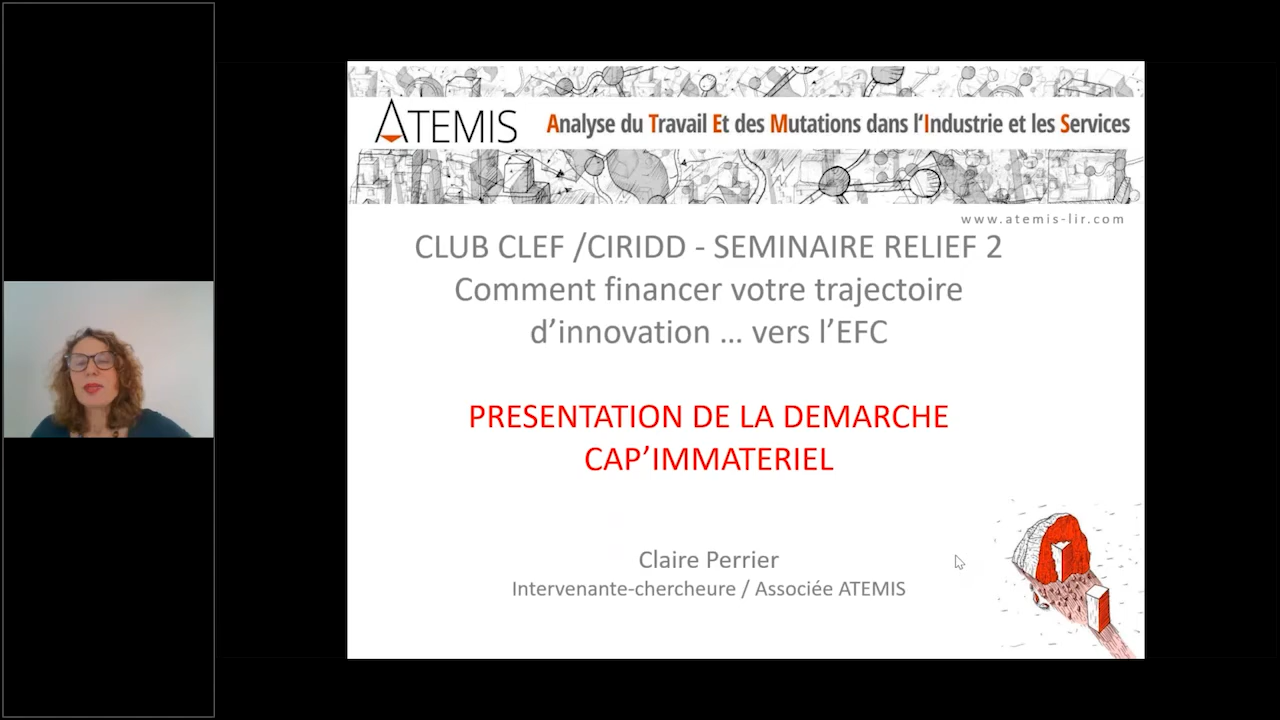 ATEMIS
Analyse du Travail Et des Mutations dans l'Industrie et les Services
www.atemis-lir.com
CLUB CLEF /CIRIDD - SEMINAIRE RELIEF 2
Comment financer votre trajectoire
d'innovation ... vers l'EFC
PRESENTATION DE LA DEMARCHE
CAP'IMMATERIEL
Claire Perrier
Intervenante-chercheure / Associée ATEMIS